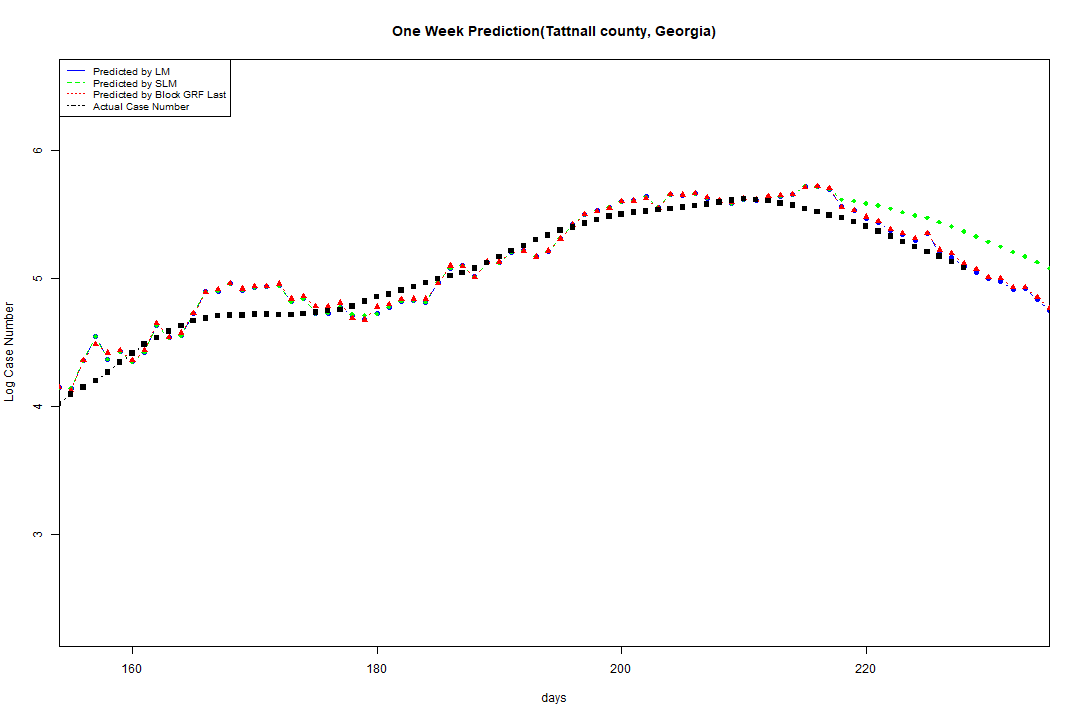 One Week Prediction(Tattnall county, Georgia)
Predicted by LM
Predicted by SLM
Predicted by Block GRF Last
Actual Case Number
6
5
4
3
Log Case Number
160 180 200 220
days